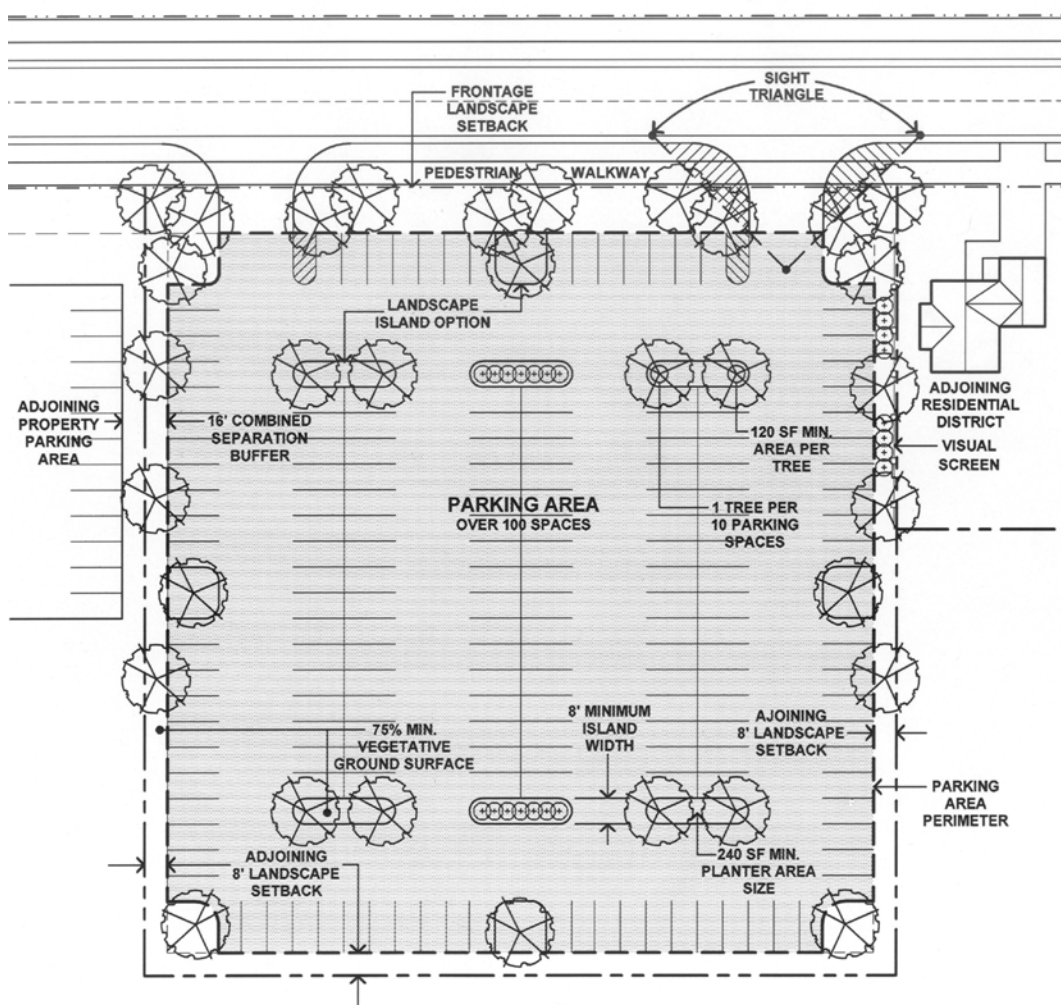 SIGHT
TRIANGLE
FRONTAGE
LANDSCAPE
SETBACK
PEDESTRIAN WALKWAY
LANDSCAPE
ISLAND OPTION
ADJOINING
PROPERTY
PARKING
AREA
16' COMBINED
SEPARATION
BUFFER
120 SF MIN.
AREA PER
TREE
ADJOINING
RESIDENTIAL
DISTRICT
VISUAL
SCREEN
PARKING AREA
OVER 100 SPACES
1 TREE PER
10 PARKING
SPACES
75% MIN.
VEGETATIVE
GROUND SURFACE
8' MINIMUM
ISLAND
WIDTH
AJOINING
8' LANDSCAPE
SETBACK
PARKING
AREA
PERIMETER
ADJOINING
8' LANDSCAPE
SETBACK
240 SF MIN.
PLANTER AREA
SIZE